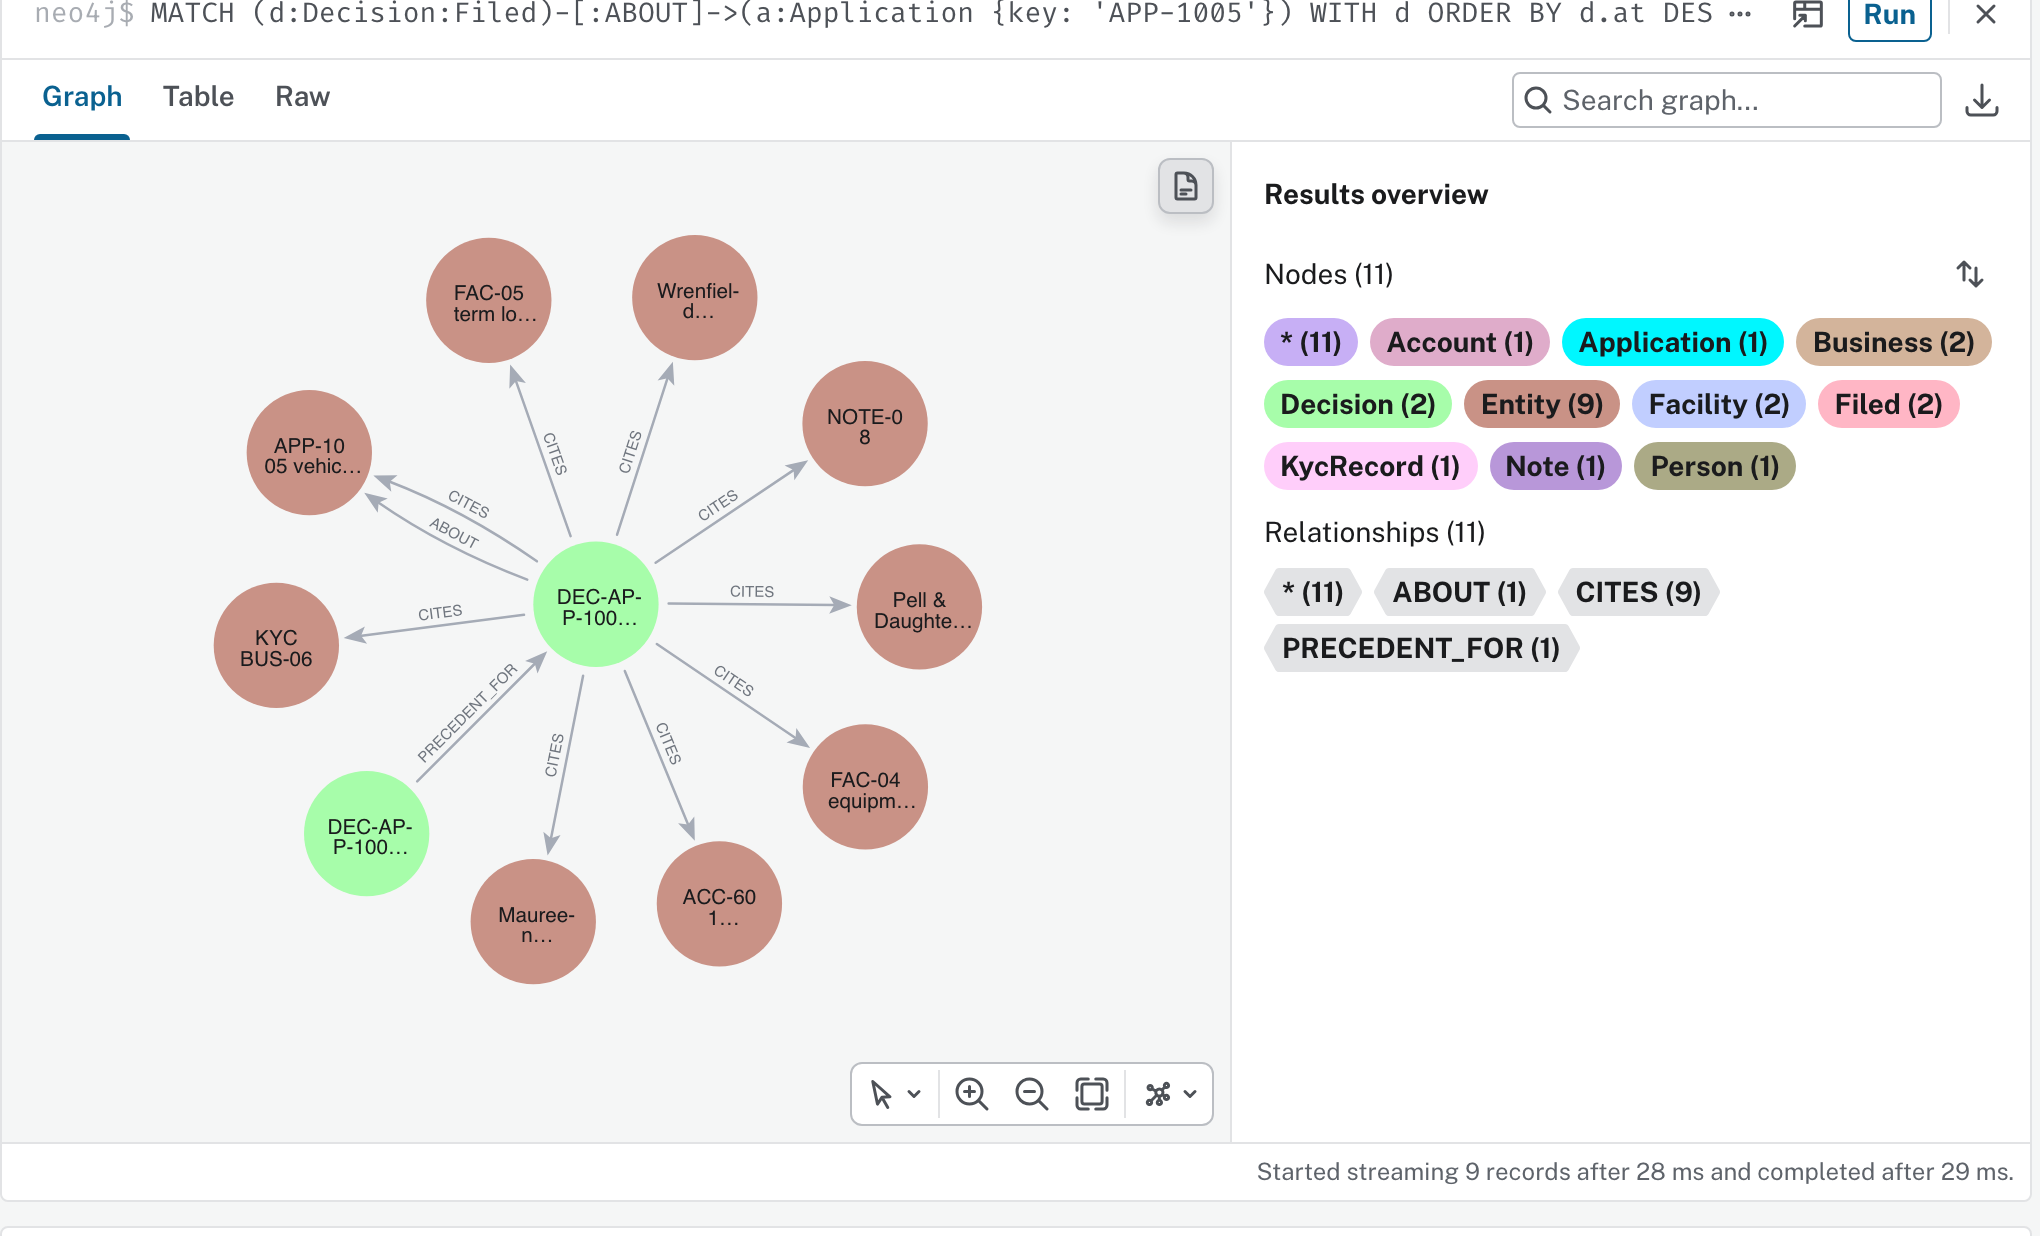 neo4j$ MATCH (d:Decision:Filed)-[:ABOUT]->(a:Application {key: 'APP-1005'}) WITH d ORDER BY d.at DES ···
Run
Graph Table Raw
Search graph...
FAC-05
term lo...
Wrenfiel-
d...
NOTE-0
8
APP-10
05 vehic...
CITES
CITES
CITES
CITES
ABOUT
DEC-AP-
P-100...
CITES
Pell &
Daughte...
KYC
BUS-06
CITES
PRECEDENT_FOR
CITES
CITES
CITES
FAC-04
equipm...
DEC-AP-
P-100...
Mauree-
n...
ACC-60
1...
Results overview
Nodes (11)
* (11) Account (1) Application (1) Business (2)
Decision (2) Entity (9) Facility (2) Filed (2)
KycRecord (1) Note (1) Person (1)
Relationships (11)
* (11) ABOUT (1) CITES (9)
PRECEDENT_FOR (1)
Started streaming 9 records after 28 ms and completed after 29 ms.